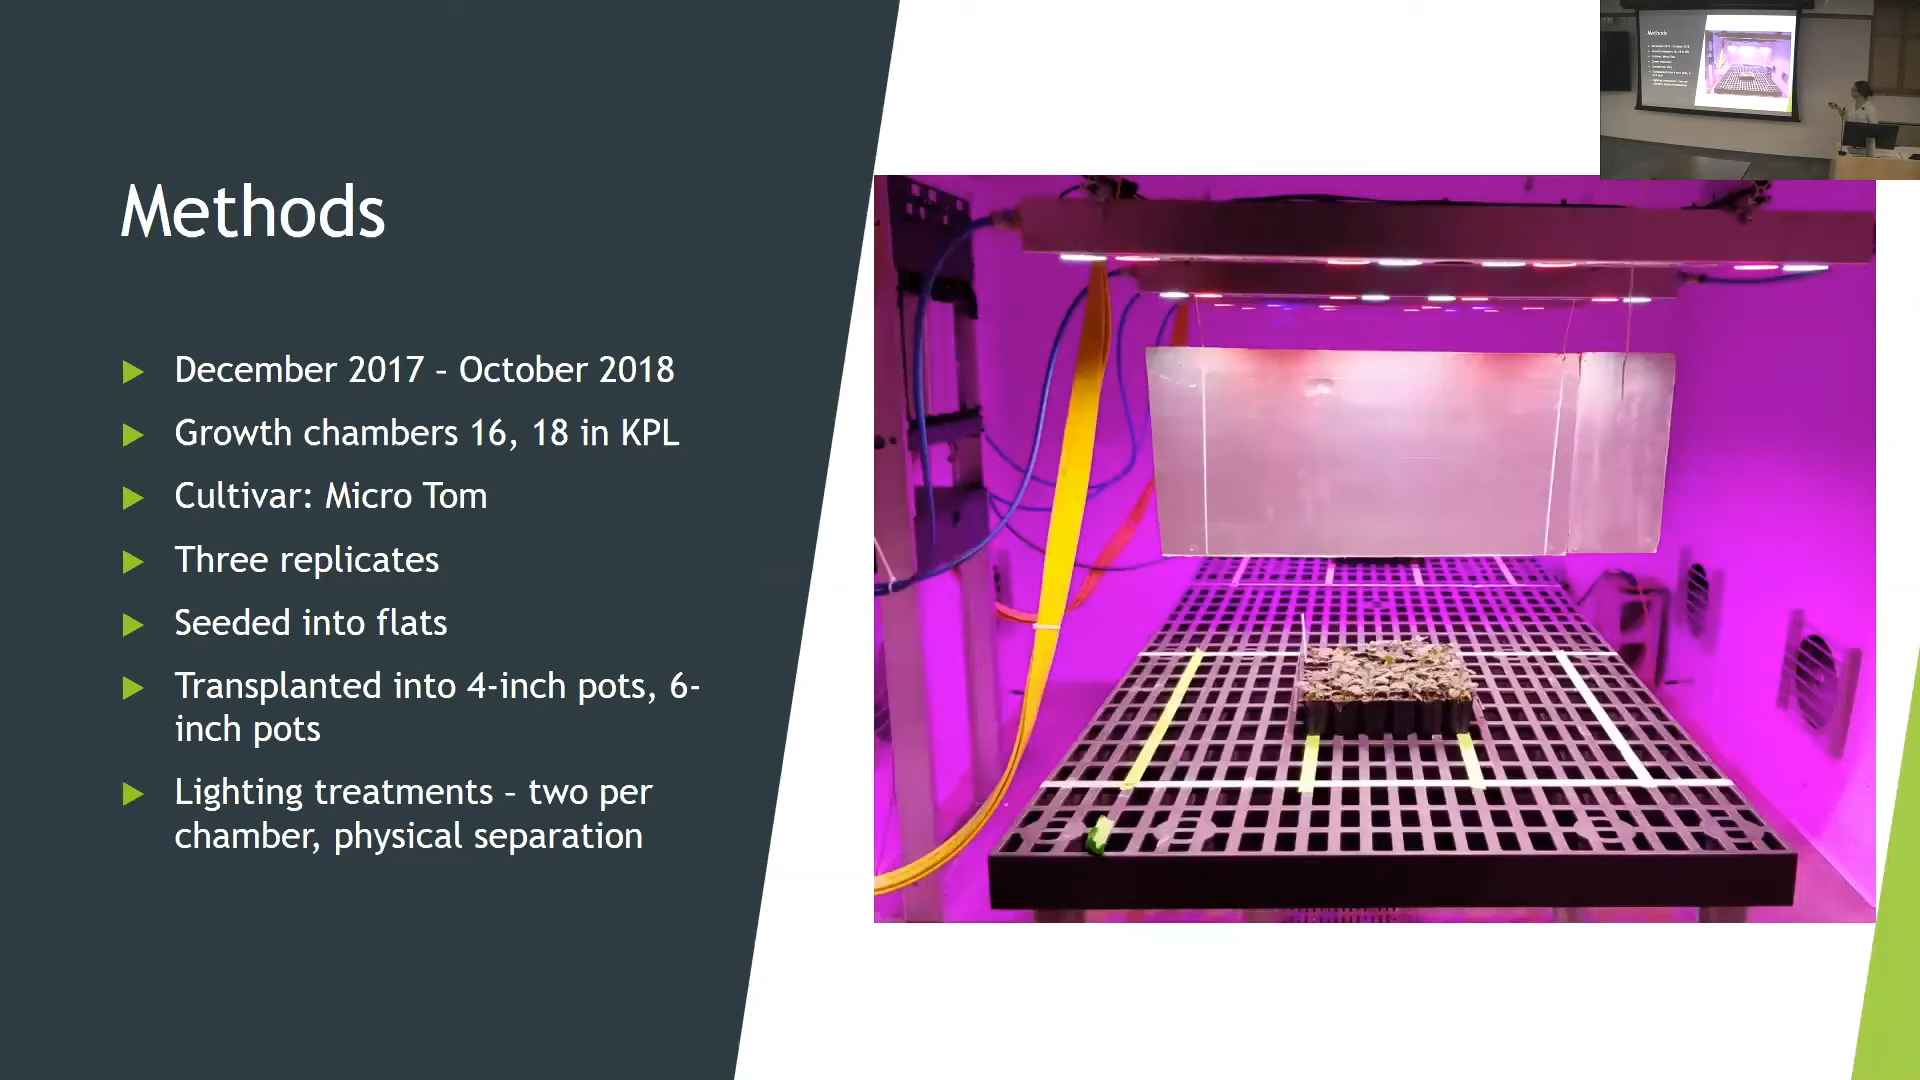 Methods
December 2017 – October 2018
Growth chambers 16, 18 in KPL
Cultivar: Micro Tom
Three replicates
Seeded into flats
Transplanted into 4-inch pots, 6-
inch pots
Lighting treatments – two per
chamber, physical separation
Methods